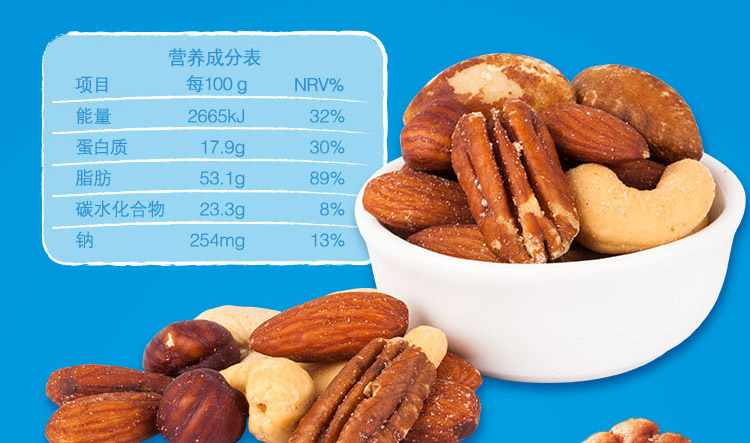 营养成分表
项目 每100 g NRV%
能量 2665kJ 32%
蛋白质 17.9g 30%
脂肪 53.1g 89%
碳水化合物 23.3g 8%
钠 254mg 13%